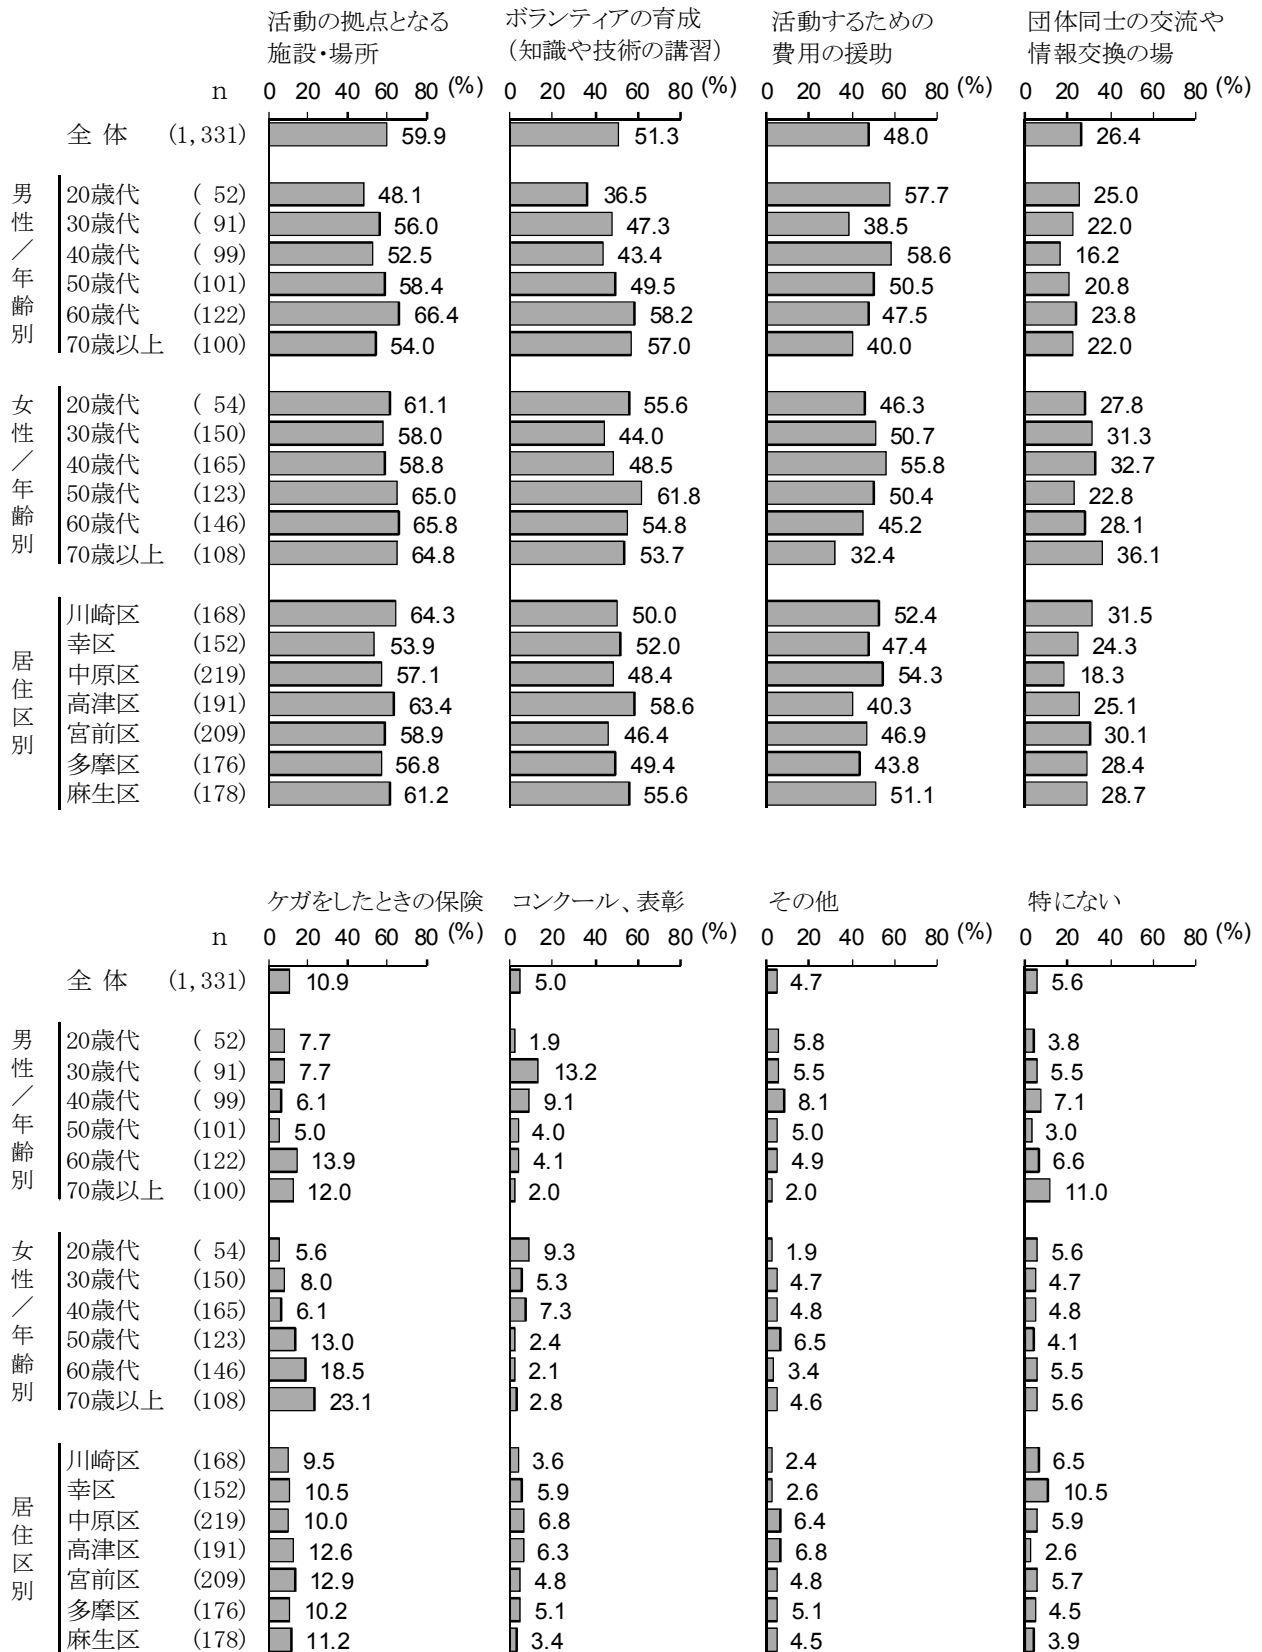 活動の拠点となる ボランティアの育成 活動するための 団体同士の交流や
施設・場所 (知識や技術の講習) 費用の援助 情報交換の場
n 0 20 40 60 80 (%) 0 20 40 60 80 (%) 0 20 40 60 80 (%) 0 20 40 60 80 (%)
全 体 (1,331) 59.9 51.3 48.0 26.4
男性/年齢別
20歳代 ( 52) 48.1 36.5 57.7 25.0
30歳代 ( 91) 56.0 47.3 38.5 22.0
40歳代 ( 99) 52.5 43.4 58.6 16.2
50歳代 (101) 58.4 49.5 50.5 20.8
60歳代 (122) 66.4 58.2 47.5 23.8
70歳以上 (100) 54.0 57.0 40.0 22.0
女性/年齢別
20歳代 ( 54) 61.1 55.6 46.3 27.8
30歳代 (150) 58.0 44.0 50.7 31.3
40歳代 (165) 58.8 48.5 55.8 32.7
50歳代 (123) 65.0 61.8 50.4 22.8
60歳代 (146) 65.8 54.8 45.2 28.1
70歳以上 (108) 64.8 53.7 32.4 36.1
居住区別
川崎区 (168) 64.3 50.0 52.4 31.5
幸区 (152) 53.9 52.0 47.4 24.3
中原区 (219) 57.1 48.4 54.3 18.3
高津区 (191) 63.4 58.6 40.3 25.1
宮前区 (209) 58.9 46.4 46.9 30.1
多摩区 (176) 56.8 49.4 43.8 28.4
麻生区 (178) 61.2 55.6 51.1 28.7
ケガをしたときの保険 コンクール、表彰 その他 特にない
n 0 20 40 60 80 (%) 0 20 40 60 80 (%) 0 20 40 60 80 (%) 0 20 40 60 80 (%)
全 体 (1,331) 10.9 5.0 4.7 5.6
男性/年齢別
20歳代 ( 52) 7.7 1.9 5.8 3.8
30歳代 ( 91) 7.7 13.2 5.5 5.5
40歳代 ( 99) 6.1 9.1 8.1 7.1
50歳代 (101) 5.0 4.0 5.0 3.0
60歳代 (122) 13.9 4.1 4.9 6.6
70歳以上 (100) 12.0 2.0 2.0 11.0
女性/年齢別
20歳代 ( 54) 5.6 9.3 1.9 5.6
30歳代 (150) 8.0 5.3 4.7 4.7
40歳代 (165) 6.1 7.3 4.8 4.8
50歳代 (123) 13.0 2.4 6.5 4.1
60歳代 (146) 18.5 2.1 3.4 5.5
70歳以上 (108) 23.1 2.8 4.6 5.6
居住区別
川崎区 (168) 9.5 3.6 2.4 6.5
幸区 (152) 10.5 5.9 2.6 10.5
中原区 (219) 10.0 6.8 6.4 5.9
高津区 (191) 12.6 6.3 6.8 2.6
宮前区 (209) 12.9 4.8 4.8 5.7
多摩区 (176) 10.2 5.1 5.1 4.5
麻生区 (178) 11.2 3.4 4.5 3.9